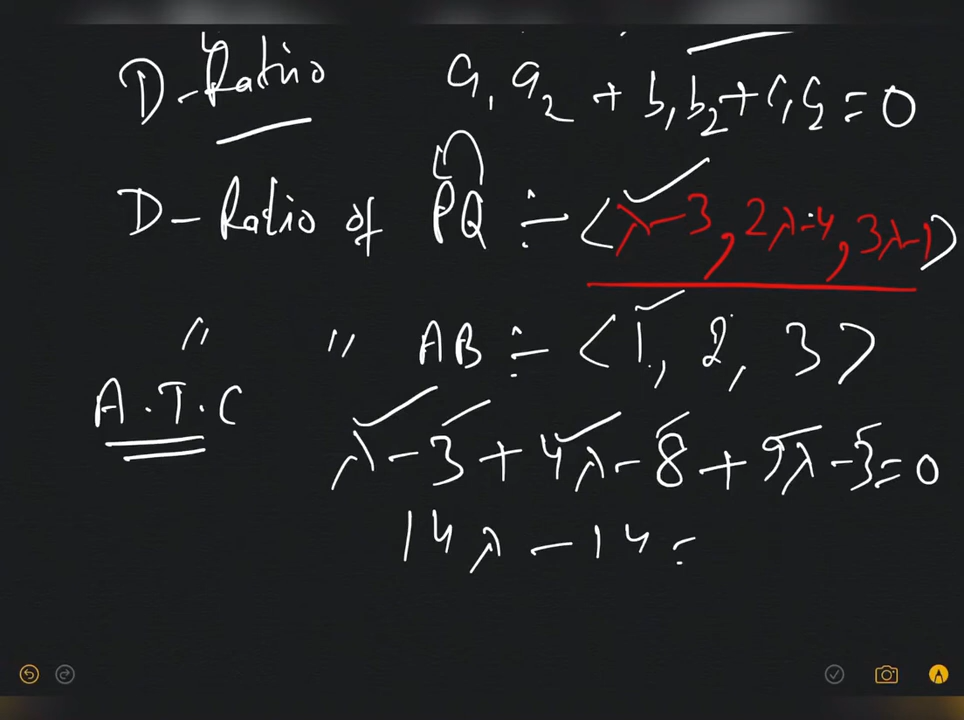 D-Ratio a₁a₂ + b₁b₂ + c₁c₂ = 0
D-Ratio of PQ ÷ <λ-3, 2λ-4, 3λ-1>
" " AB ÷ <1, 2, 3>
A.T.C
λ-3+4λ-8+9λ-3=0
14λ-14=